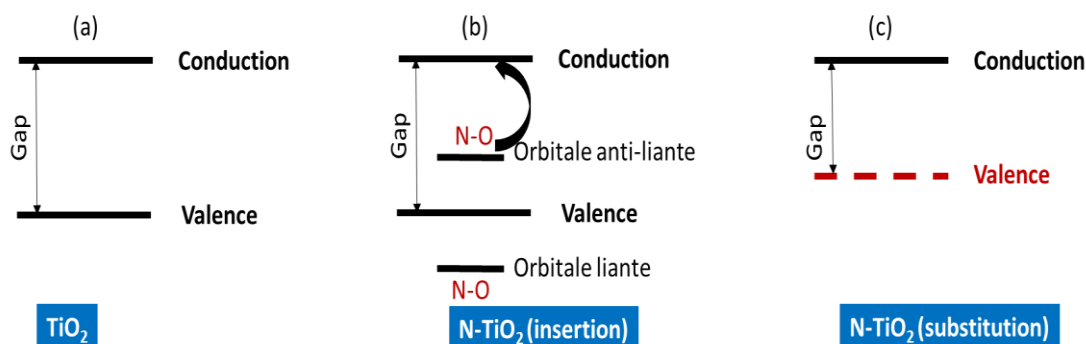 (a)
Conduction
Gap
Valence
TiO₂
(b)
Conduction
Gap
N-O
Orbitale anti-liante
Valence
Orbitale liante
N-O
N-TiO₂ (insertion)
(c)
Conduction
Gap
Valence
N-TiO₂ (substitution)